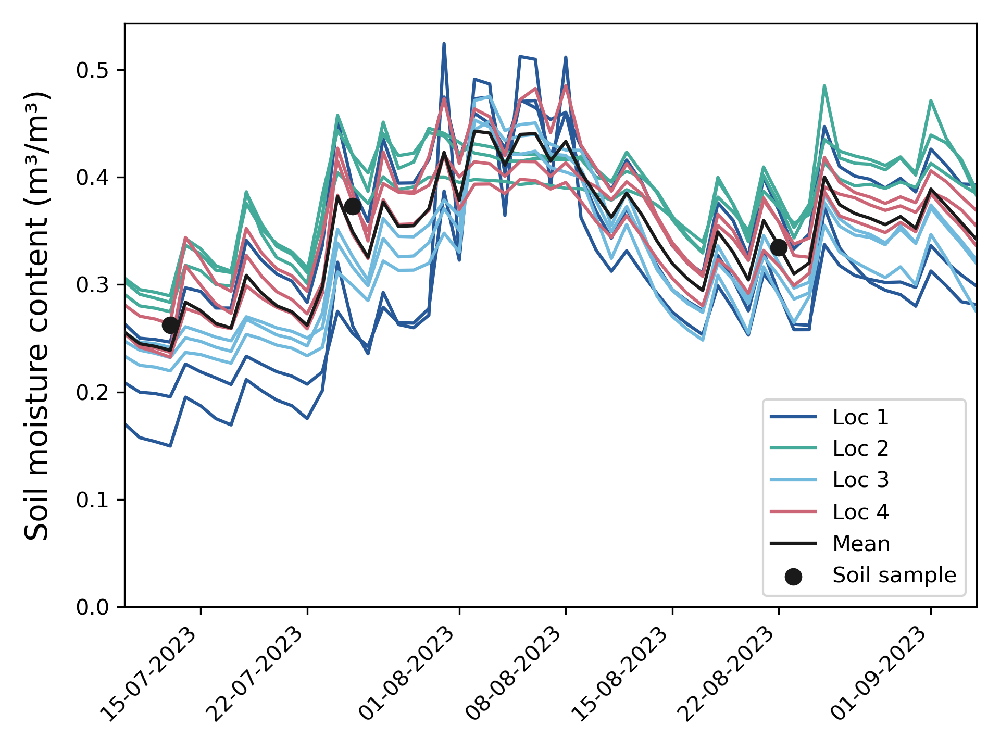 Soil moisture content (m³/m³)
0.5
0.4
0.3
0.2
0.1
0.0
15-07-2023
22-07-2023
01-08-2023
08-08-2023
15-08-2023
22-08-2023
01-09-2023
Loc 1
Loc 2
Loc 3
Loc 4
Mean
Soil sample